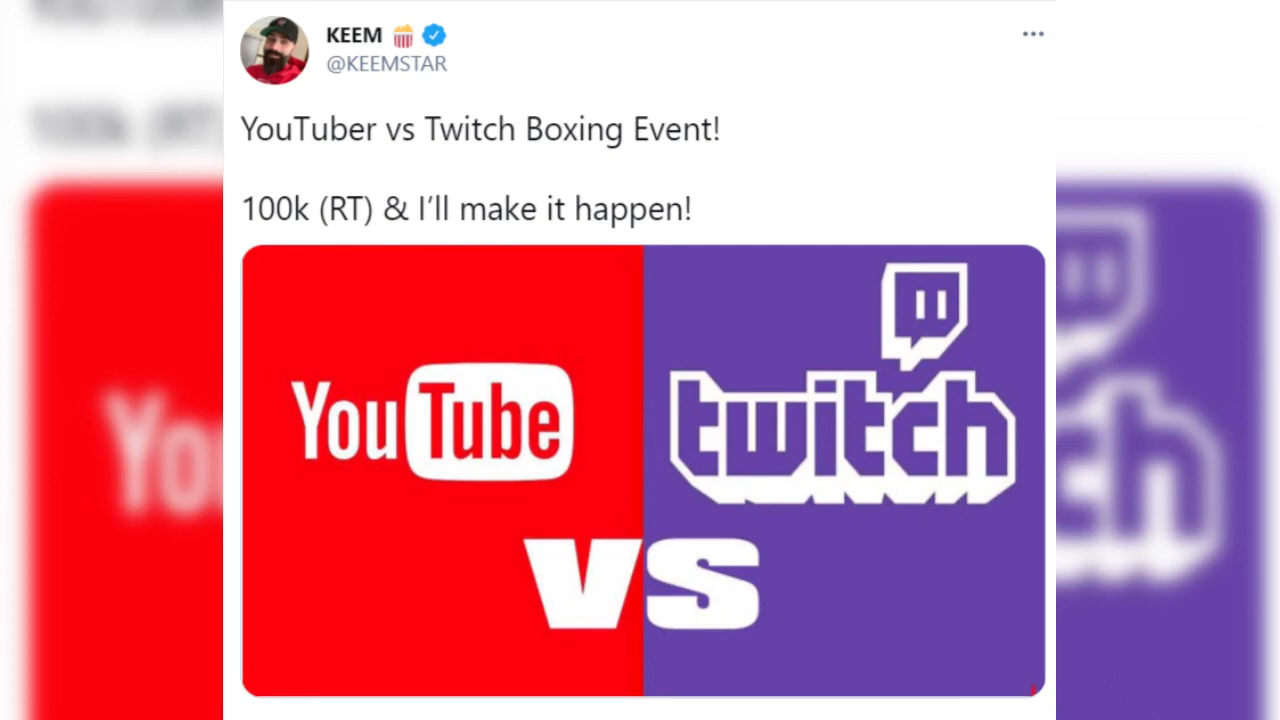 KEEM 🍿
@KEEMSTAR
YouTuber vs Twitch Boxing Event!
100k (RT) & I’ll make it happen!
YouTube
twitch
vs